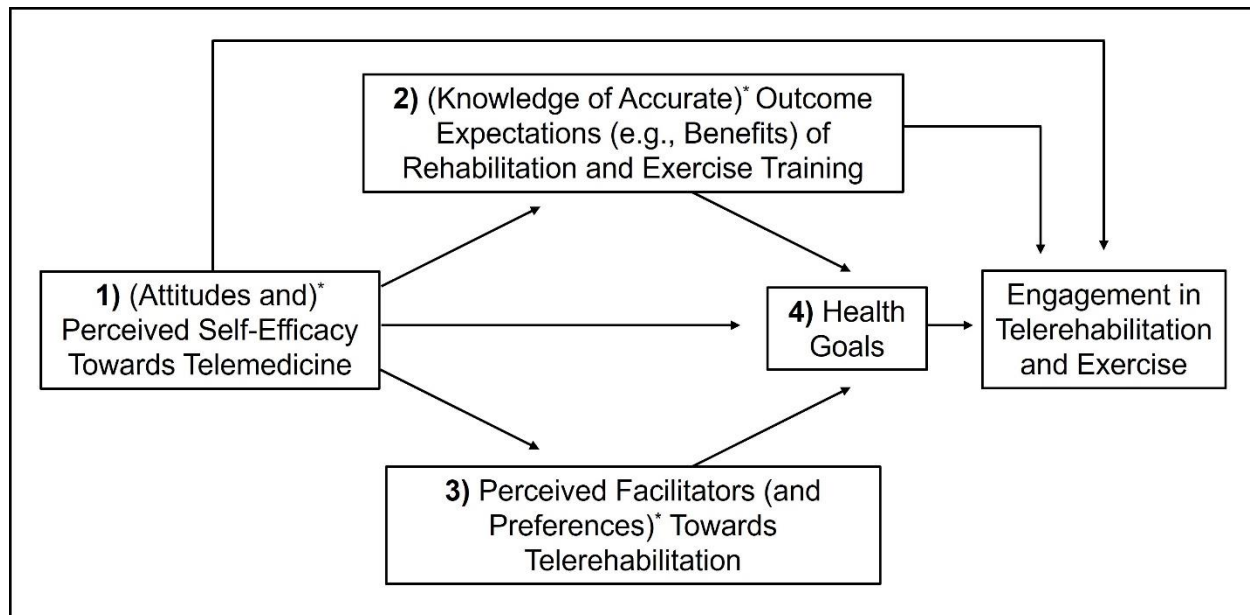 2) (Knowledge of Accurate)* Outcome
Expectations (e.g., Benefits) of
Rehabilitation and Exercise Training
1) (Attitudes and)*
Perceived Self-Efficacy
Towards Telemedicine
4) Health
Goals
Engagement in
Telerehabilitation
and Exercise
3) Perceived Facilitators (and
Preferences)* Towards
Telerehabilitation